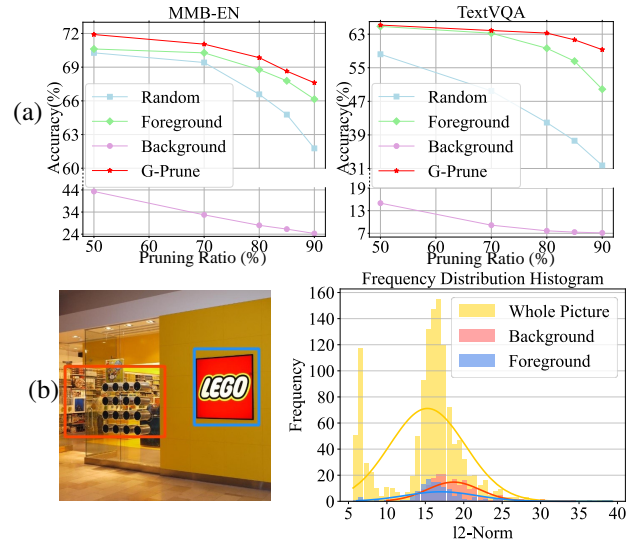 MMB-EN
TextVQA
(a)
Accuracy(%)
72
69
66
63
60
44
34
24
Random
Foreground
Background
G-Prune
50
70
80
90
Pruning Ratio (%)
Accuracy(%)
63
55
47
39
31
19
13
7
Random
Foreground
Background
G-Prune
50
70
80
90
Pruning Ratio (%)
(b)
LEGO
Frequency Distribution Histogram
Frequency
160
140
120
100
80
60
40
20
0
Whole Picture
Background
Foreground
5
10
15
20
25
30
35
40
l2-Norm